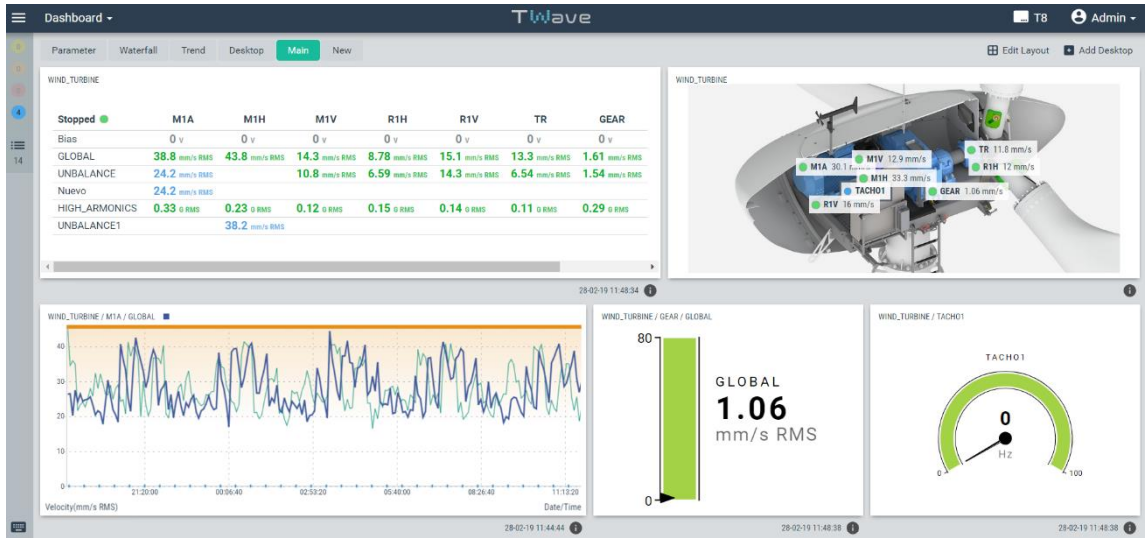 Dashboard
TWave
T8
Admin
Parameter Waterfall Trend Desktop Main New
Edit Layout Add Desktop
4
14
WIND_TURBINE
Stopped M1A M1H M1V R1H R1V TR GEAR
Bias 0 V 0 V 0 V 0 V 0 V 0 V 0 V
GLOBAL 38.8 mm/s RMS 43.8 mm/s RMS 14.3 mm/s RMS 8.78 mm/s RMS 15.1 mm/s RMS 13.3 mm/s RMS 1.61 mm/s RMS
UNBALANCE 24.2 mm/s RMS 10.8 mm/s RMS 6.59 mm/s RMS 14.3 mm/s RMS 6.54 mm/s RMS 1.54 mm/s RMS
Nuevo 24.2 mm/s RMS
HIGH_ARMONICS 0.33 G RMS 0.23 G RMS 0.12 G RMS 0.15 G RMS 0.14 G RMS 0.11 G RMS 0.29 G RMS
UNBALANCE1 38.2 mm/s RMS
28-02-19 11:48:34
WIND_TURBINE
TR 11.8 mm/s
M1V 12.9 mm/s
M1A 30.1
R1H 12 mm/s
M1H 33.3 mm/s
TACHO1
GEAR 1.06 mm/s
R1V 16 mm/s
WIND_TURBINE / M1A / GLOBAL
40
30
20
10
0
21:20:00 00:06:40 02:53:20 05:40:00 08:26:40 11:13:20
Velocity(mm/s RMS) Date/Time
28-02-19 11:44:44
WIND_TURBINE / GEAR / GLOBAL
80
GLOBAL
1.06
mm/s RMS
0
28-02-19 11:48:38
WIND_TURBINE / TACHO1
TACHO1
0
Hz
0 100
28-02-19 11:48:38